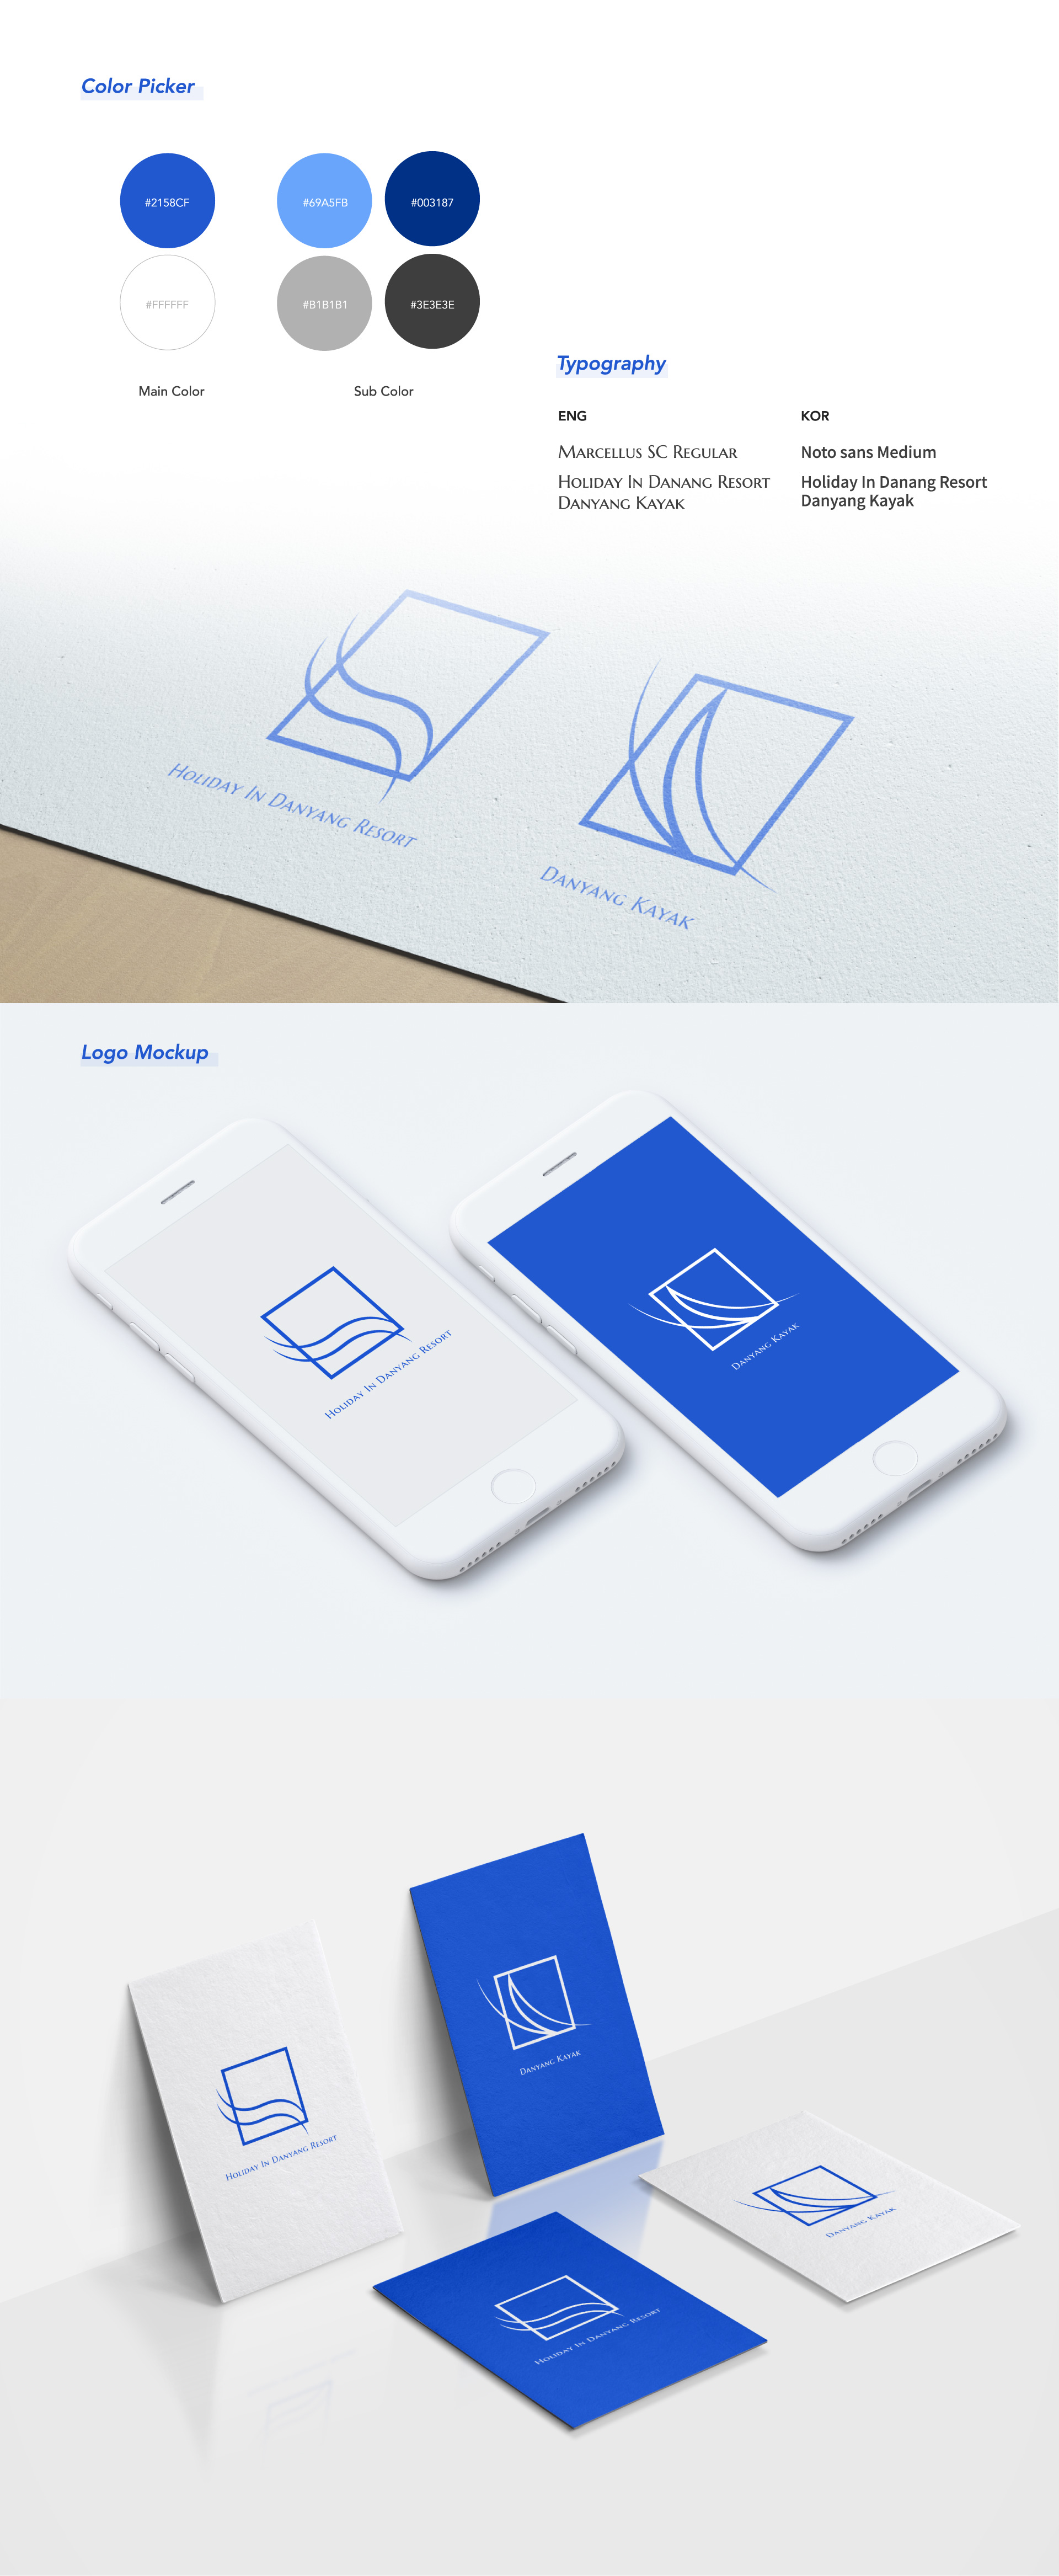 Color Picker
#2158CF
#69A5FB
#003187
#FFFFFF
#B1B1B1
#3E3E3E
Main Color
Sub Color
Typography
ENG
KOR
Marcellus SC Regular
Noto sans Medium
Holiday In Danang Resort
Danyang Kayak
Holiday In Danang Resort
Danyang Kayak
Holiday In Danyang Resort
Danyang Kayak
Logo Mockup
Holiday In Danyang Resort
Danyang Kayak
Danyang Kayak
Holiday In Danyang Resort
Danyang Kayak
Holiday In Danyang Resort